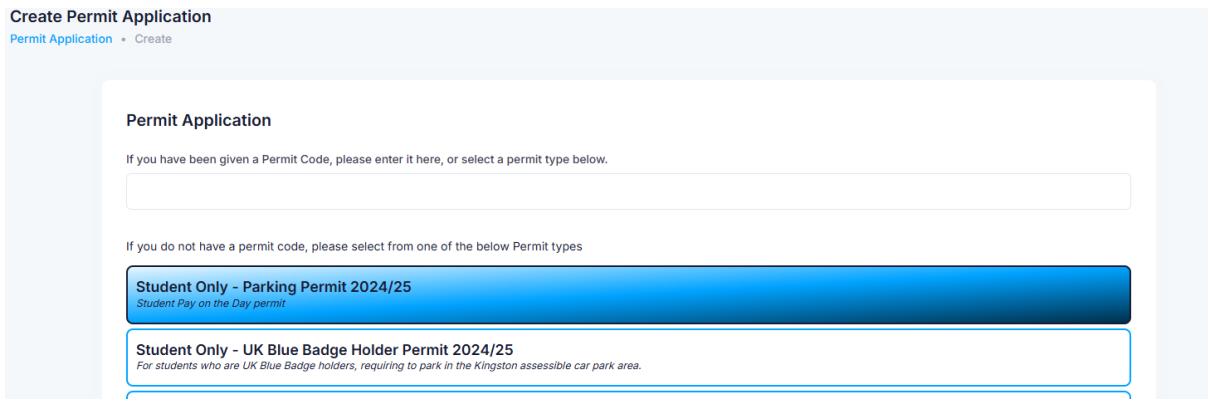 Create Permit Application
Permit Application • Create
Permit Application
If you have been given a Permit Code, please enter it here, or select a permit type below.
If you do not have a permit code, please select from one of the below Permit types
Student Only - Parking Permit 2024/25
Student Pay on the Day permit
Student Only - UK Blue Badge Holder Permit 2024/25
For students who are UK Blue Badge holders, requiring to park in the Kingston assessible car park area.